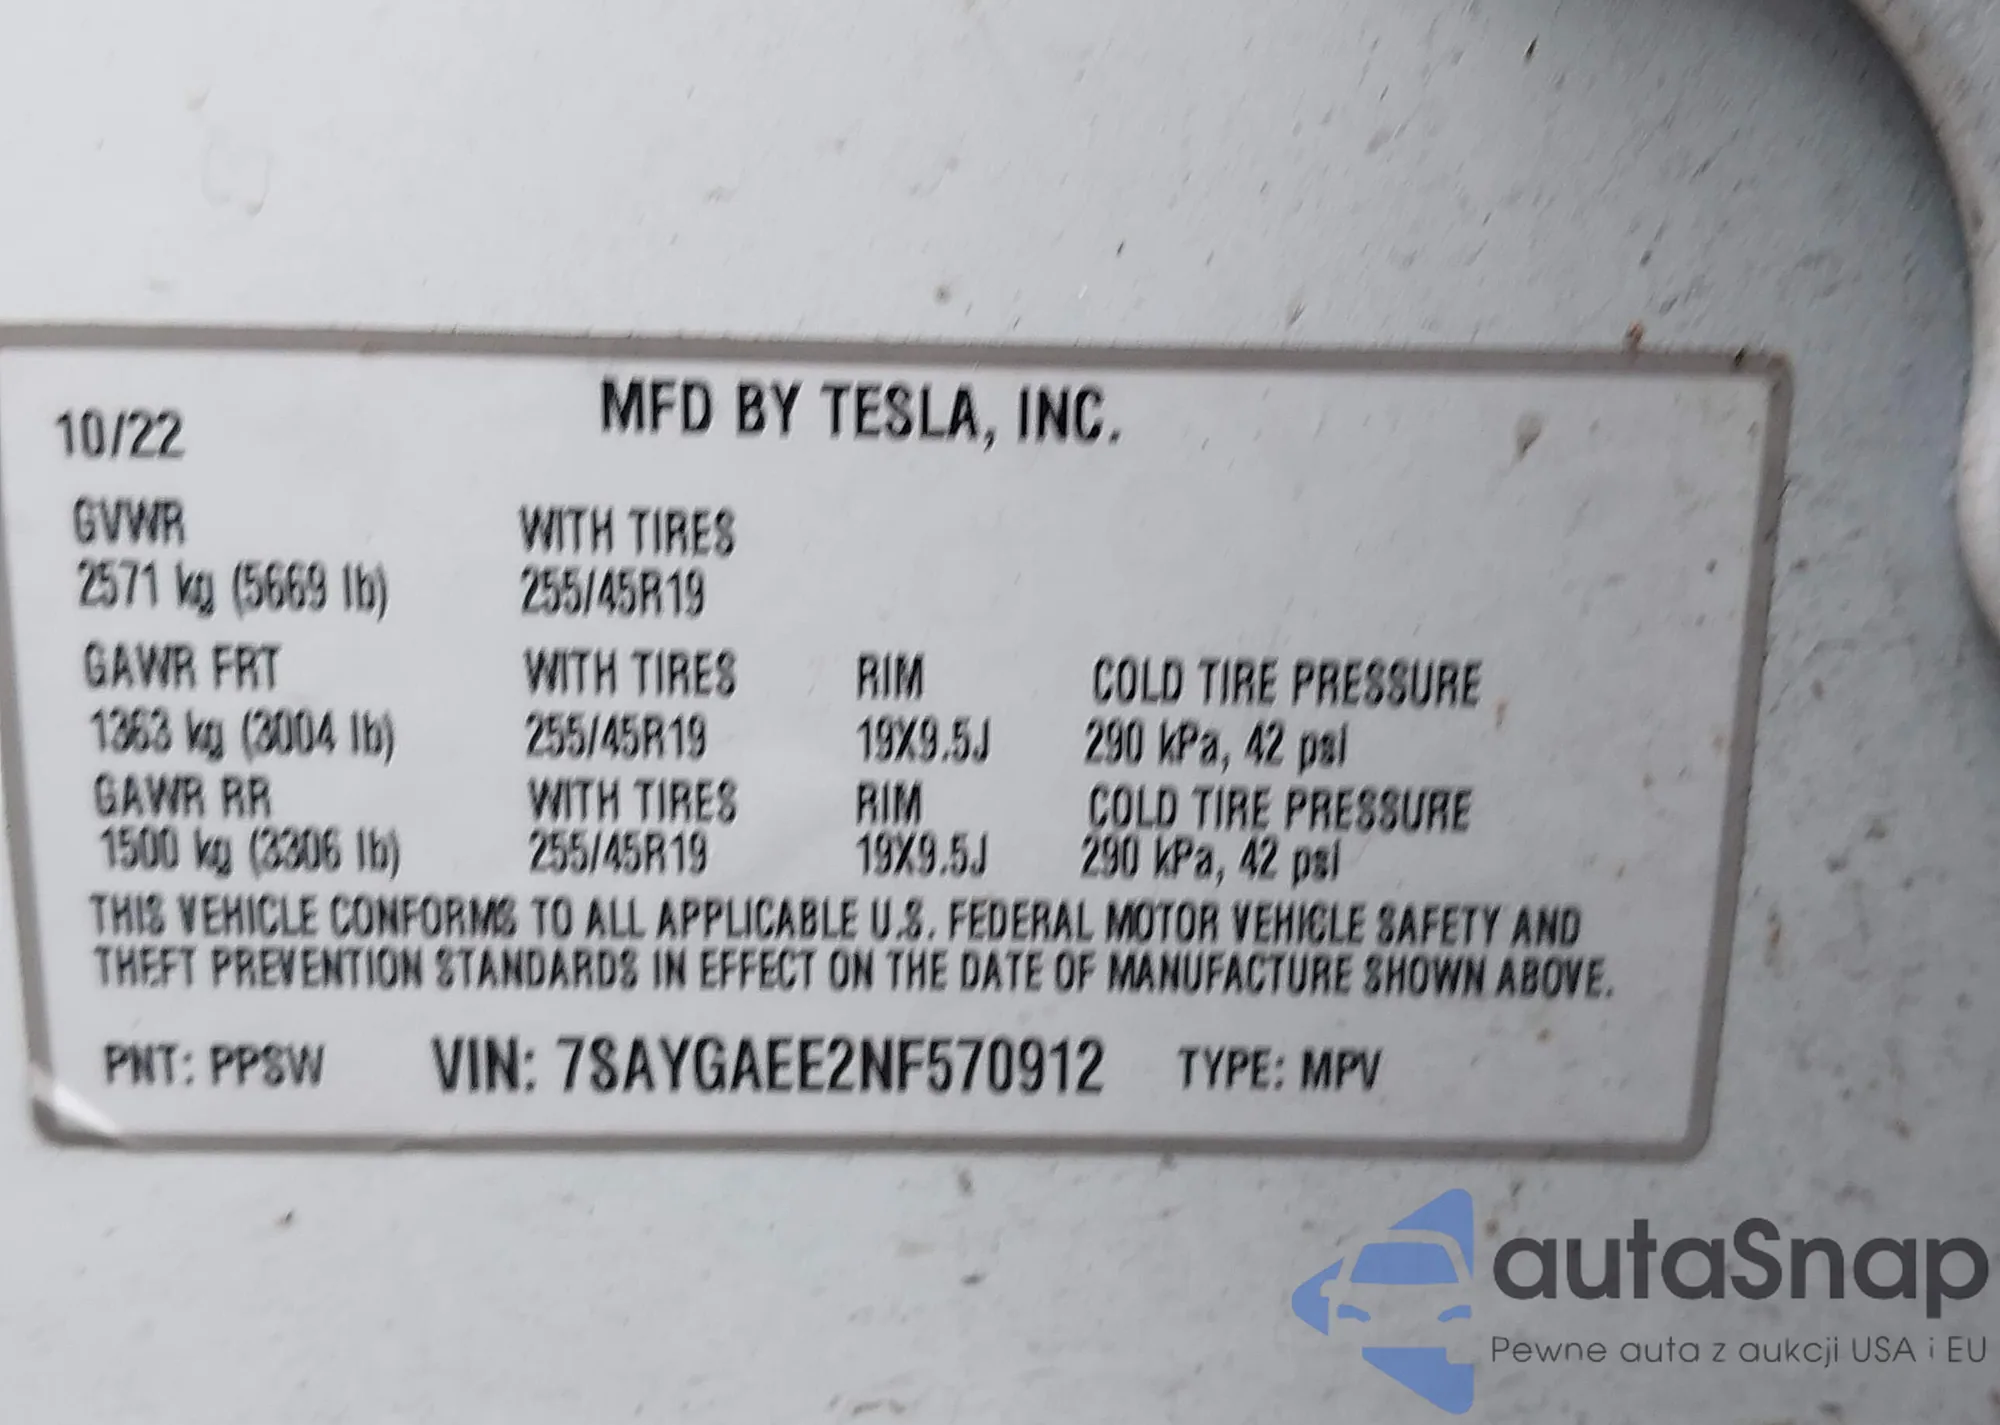 MFD BY TESLA, INC.
10/22
GVWR WITH TIRES
2571 kg (5669 lb) 255/45R19
GAWR FRT WITH TIRES RIM COLD TIRE PRESSURE
1363 kg (3004 lb) 255/45R19 19X9.5J 290 kPa, 42 psi
GAWR RR WITH TIRES RIM COLD TIRE PRESSURE
1500 kg (3306 lb) 255/45R19 19X9.5J 290 kPa, 42 psi
THIS VEHICLE CONFORMS TO ALL APPLICABLE U.S. FEDERAL MOTOR VEHICLE SAFETY AND
THEFT PREVENTION STANDARDS IN EFFECT ON THE DATE OF MANUFACTURE SHOWN ABOVE.
PNT: PPSW VIN: 7SAYGAEE2NF570912 TYPE: MPV
autaSnap
Pewne auta z aukcji USA i EU